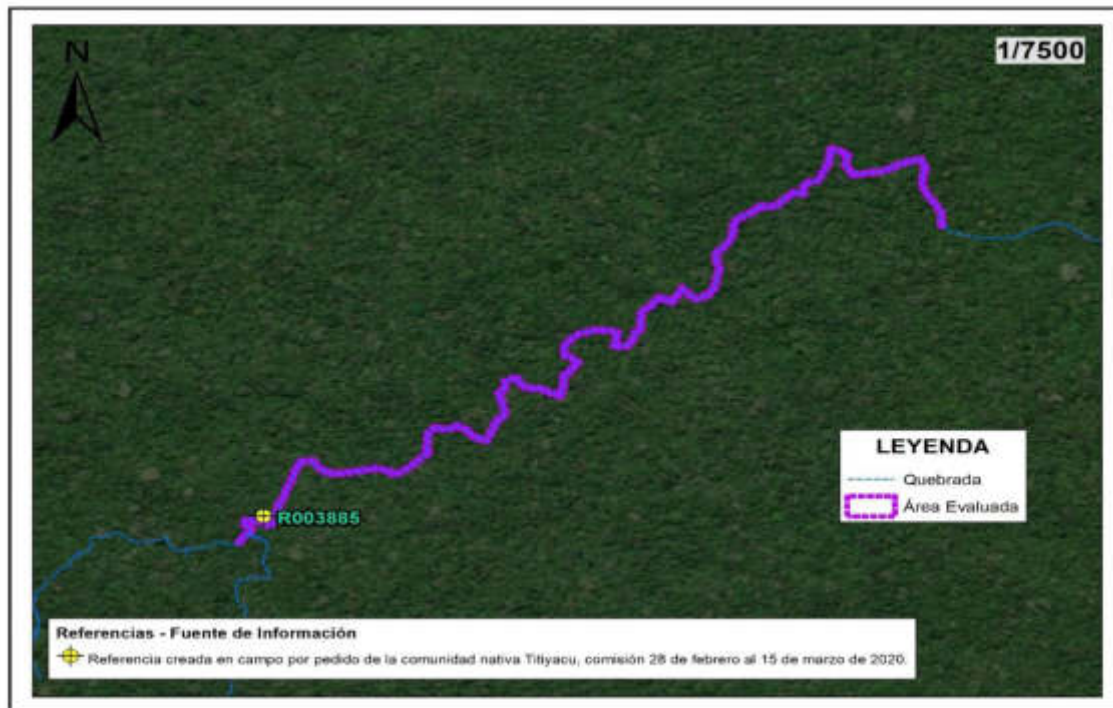 N
1/7500
R003885
LEYENDA
Quebrada
Área Evaluada
Referencias - Fuente de Información
Referencia creada en campo por pedido de la comunidad nativa Titiyacu, comisión 28 de febrero al 15 de marzo de 2020.